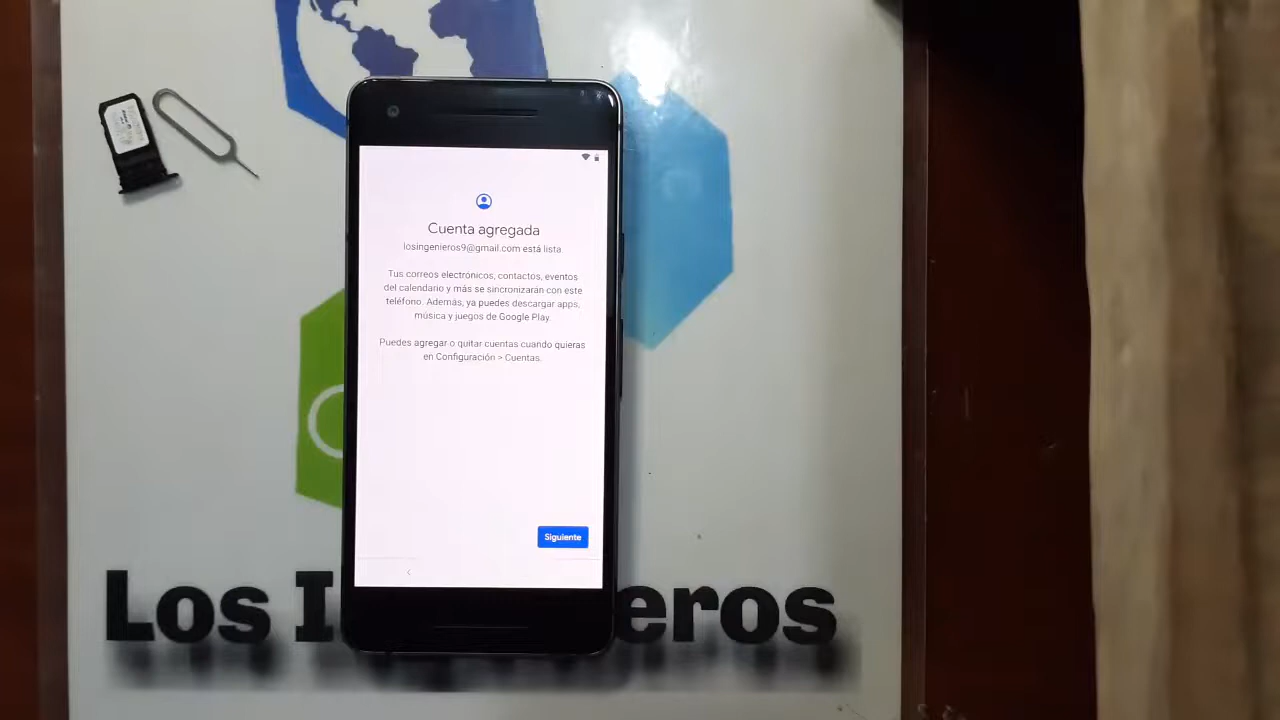 Cuenta agregada
losingenieros9@gmail.com está lista
Tus correos electrónicos, contactos, eventos
del calendario y más se sincronizarán con este
teléfono. Además, ya puedes descargar apps,
música y juegos de Google Play.
Puedes agregar o quitar cuentas cuando quieras
en Configuración > Cuentas.
Siguiente
Los I eros